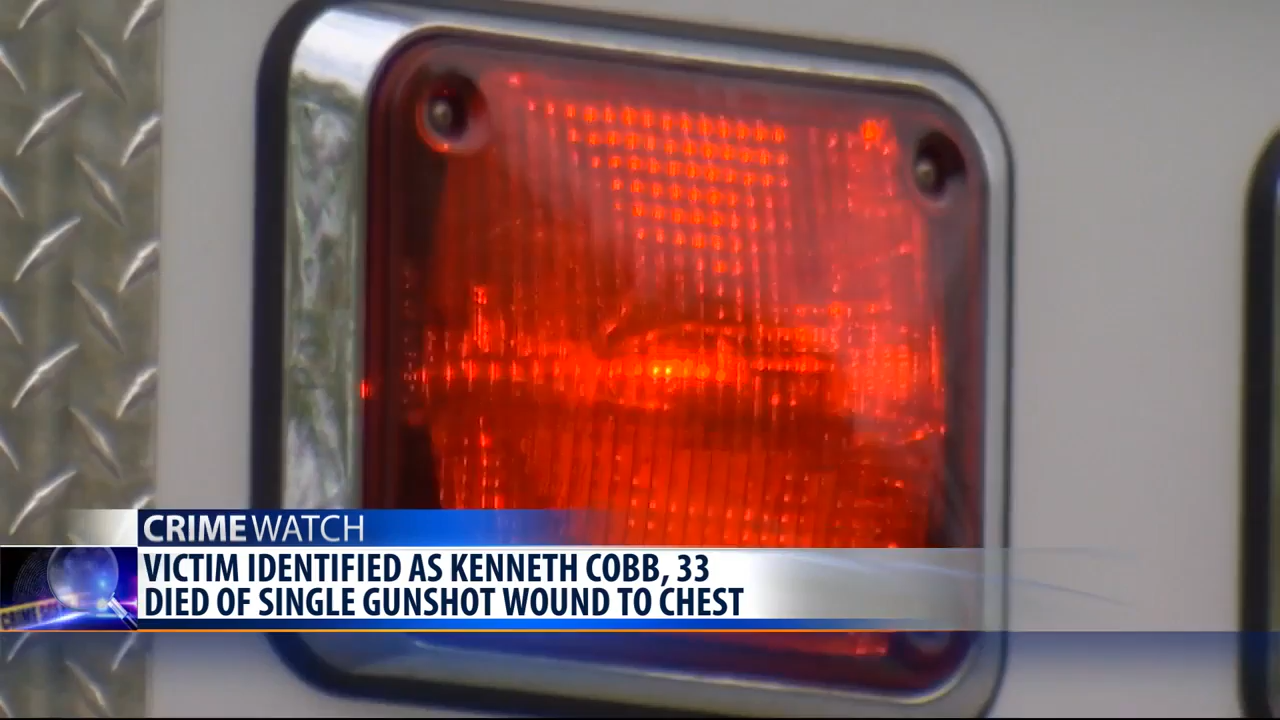 CRIMEWATCH
VICTIM IDENTIFIED AS KENNETH COBB, 33
DIED OF SINGLE GUNSHOT WOUND TO CHEST